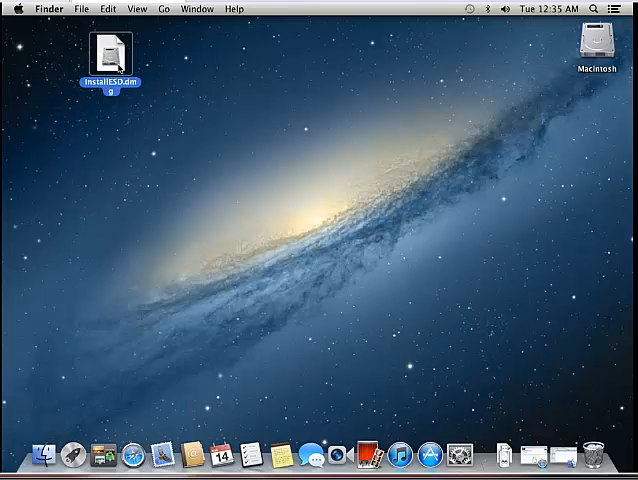 Finder File Edit View Go Window Help Tue 12:35 AM
InstallESD.dm
g
Macintosh
14